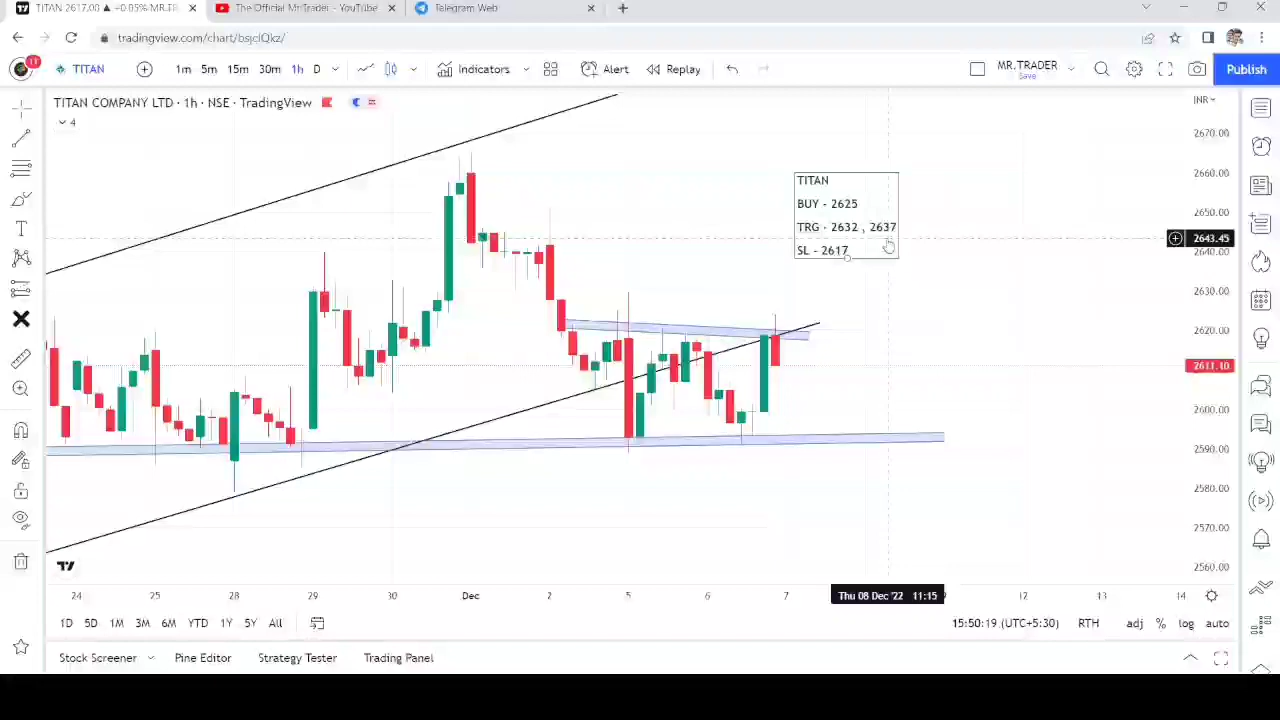 TITAN 2617.00 ▲ +0.05% MR.TR
The Official MrTrader - YouTube
Telegram Web
tradingview.com/chart/bsjclQkz/
11
TITAN
1m 5m 15m 30m 1h D
Indicators
Alert
Replay
MR.TRADER
Save
Publish
TITAN COMPANY LTD · 1h · NSE · TradingView
4
INR
2670.00
2660.00
2650.00
2643.45
2640.00
2630.00
2620.00
2611.10
2600.00
2590.00
2580.00
2570.00
2560.00
TITAN
BUY - 2625
TRG - 2632 , 2637
SL - 2617
24 25 28 29 30 Dec 2 5 6 7 Thu 08 Dec '22 11:15 9 12 13 14
1D 5D 1M 3M 6M YTD 1Y 5Y All
15:50:19 (UTC+5:30) RTH adj % log auto
Stock Screener Pine Editor Strategy Tester Trading Panel